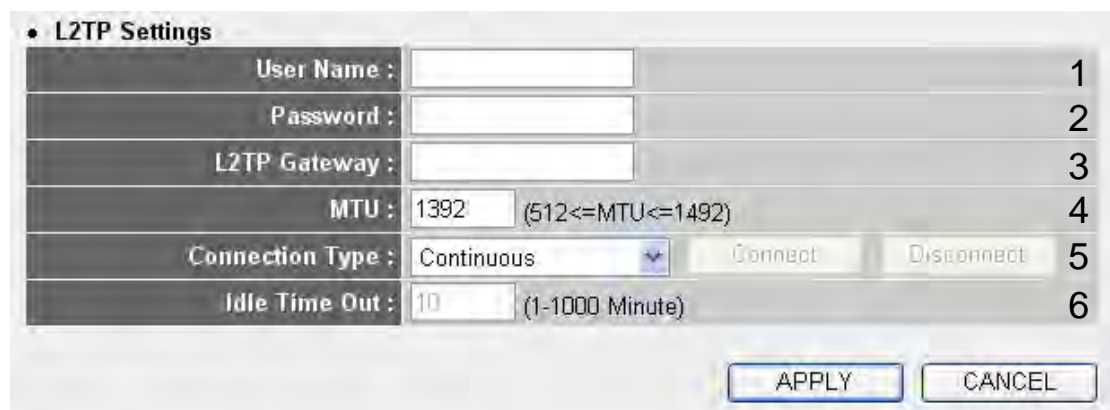 • L2TP Settings
User Name : 1
Password : 2
L2TP Gateway : 3
MTU : 1392 (512<=MTU<=1492) 4
Connection Type : Continuous Connect Disconnect 5
Idle Time Out : 10 (1-1000 Minute) 6
APPLY CANCEL